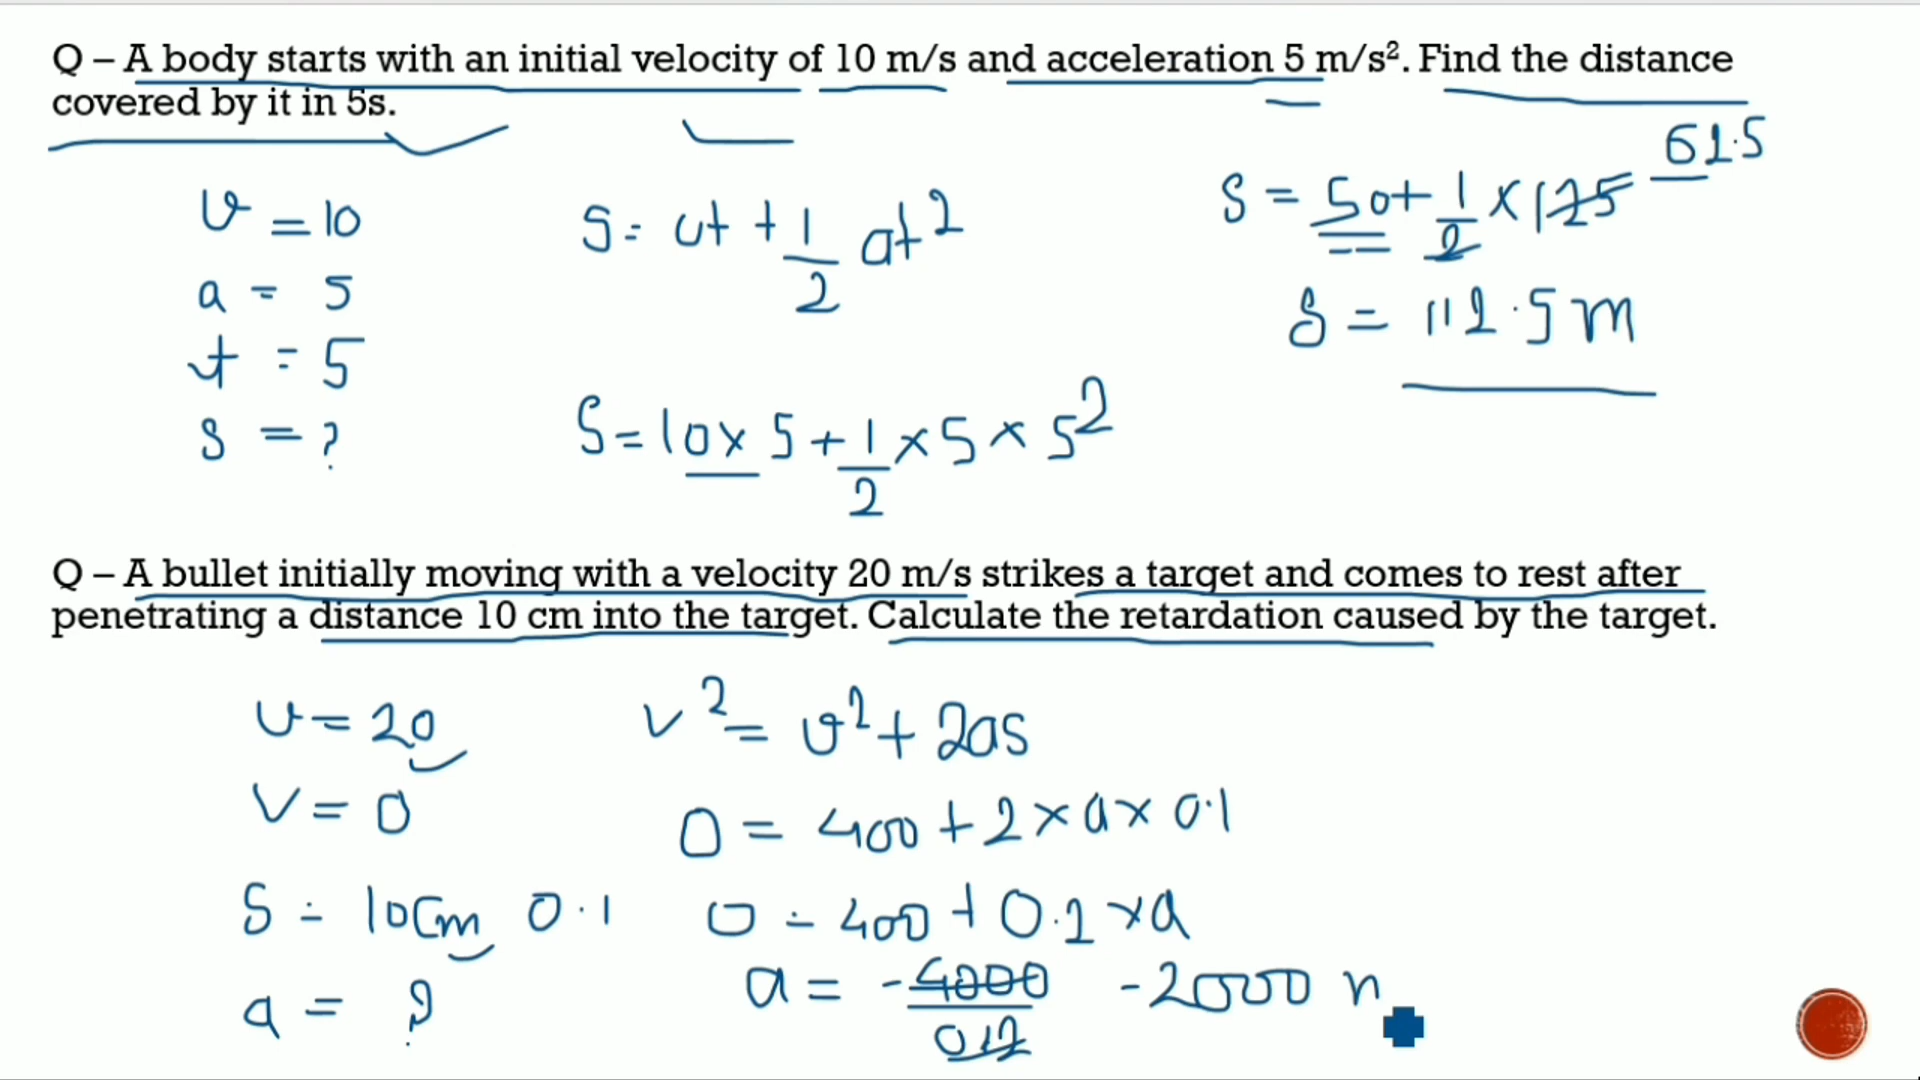 Q – A body starts with an initial velocity of 10 m/s and acceleration 5 m/s². Find the distance
covered by it in 5s.
u = 10
a = 5
t = 5
s = ?
S = ut + 1/2 at²
S = 10 x 5 + 1/2 x 5 x 5²
61.5
S = 50 + 1/2 x 125
S = 112.5 m
Q – A bullet initially moving with a velocity 20 m/s strikes a target and comes to rest after
penetrating a distance 10 cm into the target. Calculate the retardation caused by the target.
u = 20
v = 0
S = 10cm 0.1
a = ?
v² = u² + 2as
0 = 400 + 2 x a x 0.1
0 = 400 + 0.2 x a
a = -4000/02 -2000 m